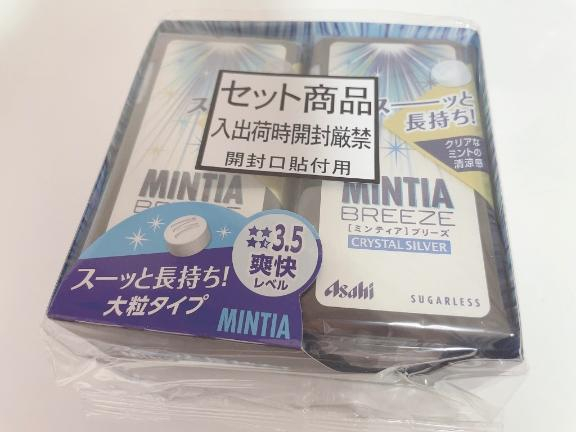 セット商品
入出荷時開封厳禁
開封口貼付用
ス
MINTIA
BREEZE
スーッと
長持ち!
クリアな
ミントの
清涼感
MINTIA
BREEZE
[ミンティア]ブリーズ
CRYSTAL SILVER
Asahi
SUGARLESS
3.5
爽快
レベル
スーッと長持ち!
大粒タイプ
MINTIA